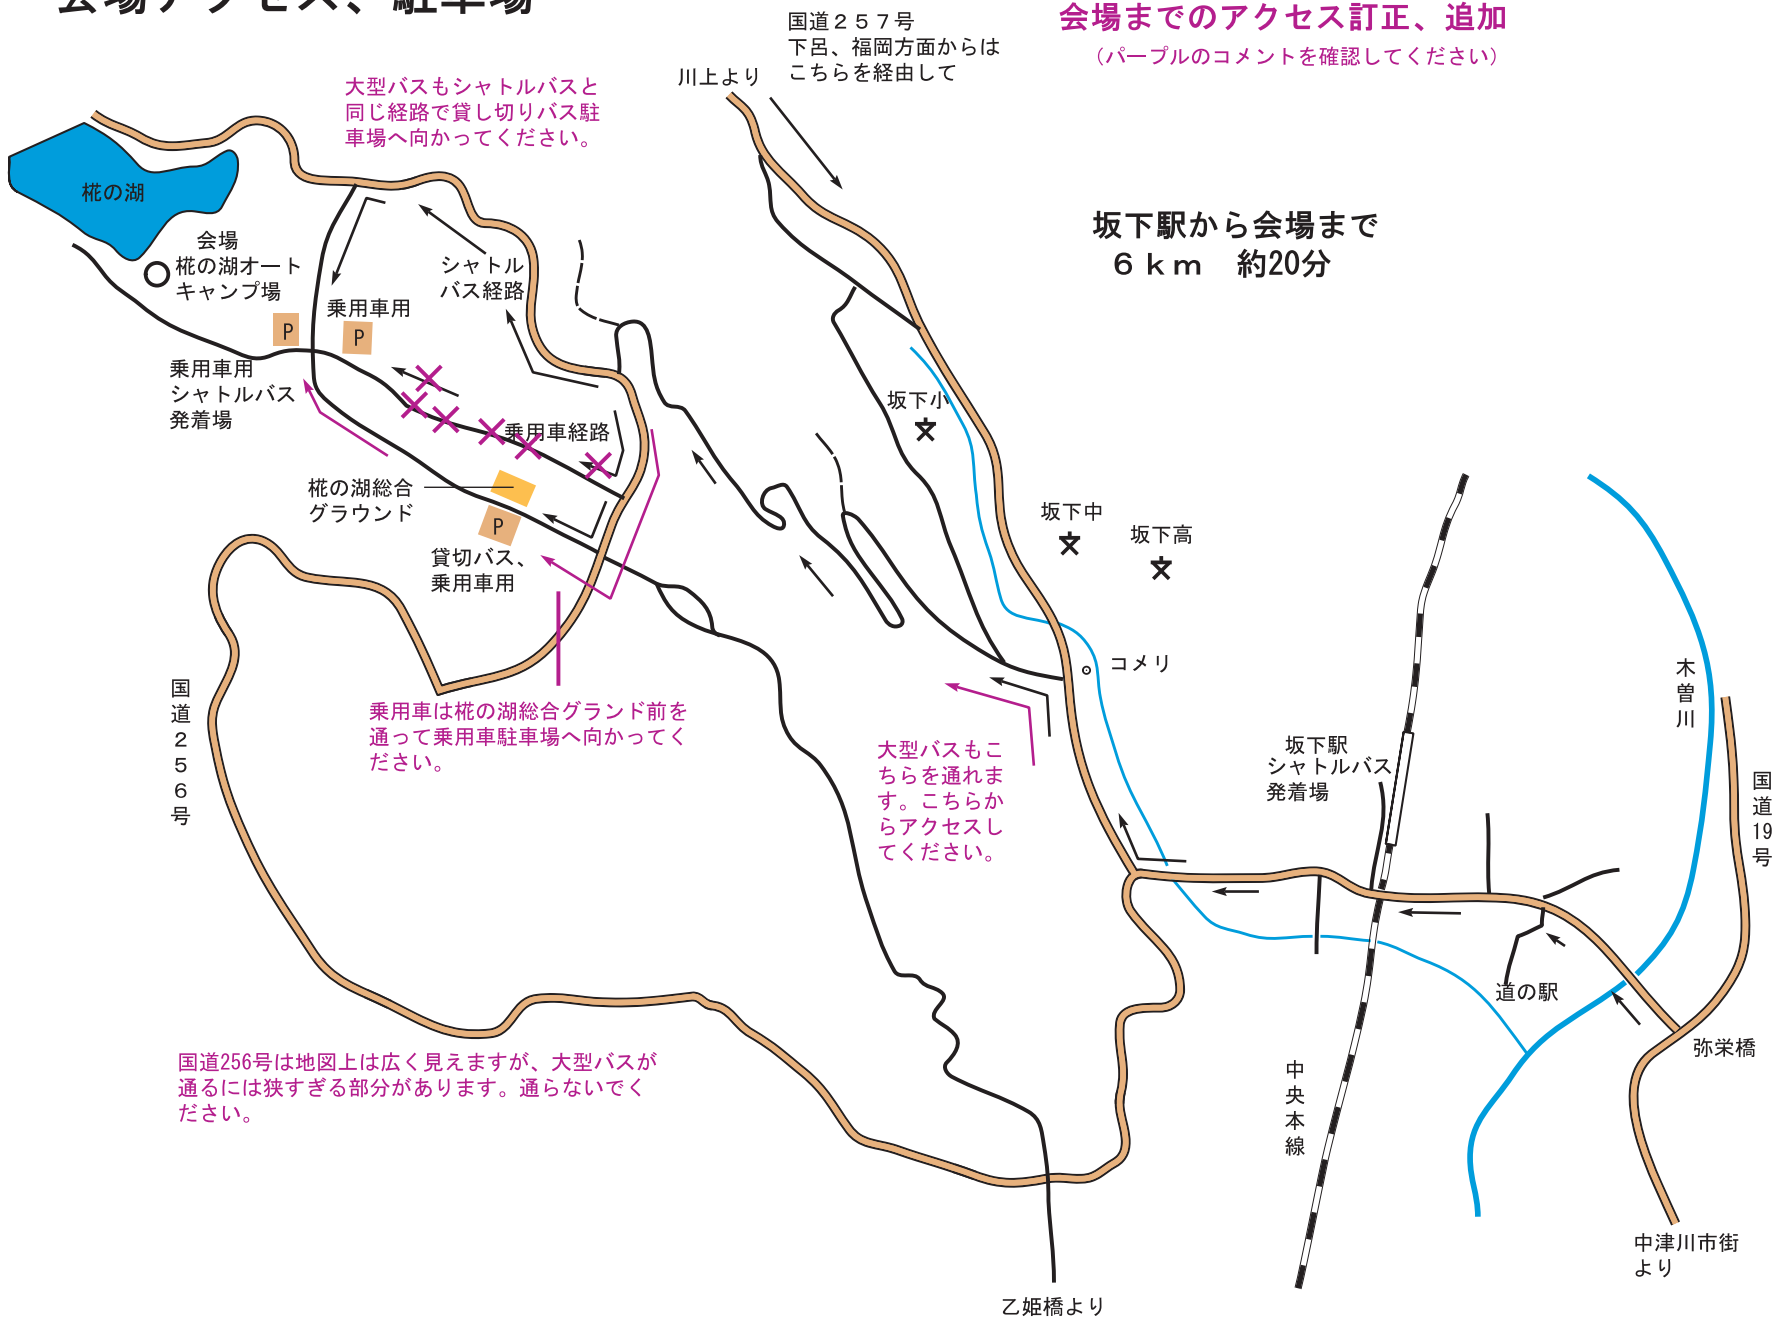 会場アクセス、駐車場
会場までのアクセス訂正、追加
（パープルのコメントを確認してください）
国道２５７号
下呂、福岡方面からは
こちらを経由して
川上より
大型バスもシャトルバスと
同じ経路で貸し切りバス駐
車場へ向かってください。
椛の湖
会場
椛の湖オート
キャンプ場
シャトル
バス経路
坂下駅から会場まで
６ｋｍ　約20分
乗用車用
P
P
乗用車用
シャトルバス
発着場
乗用車経路
坂下小
椛の湖総合
グラウンド
P
貸切バス、
乗用車用
坂下中
坂下高
コメリ
木曽川
国道２５６号
乗用車は椛の湖総合グランド前を
通って乗用車駐車場へ向かってく
ださい。
大型バスもこ
ちらを通れま
す。こちらか
らアクセスし
てください。
坂下駅
シャトルバス
発着場
国道19号
道の駅
弥栄橋
国道256号は地図上は広く見えますが、大型バスが
通るには狭すぎる部分があります。通らないでく
ださい。
中央本線
中津川市街
より
乙姫橋より